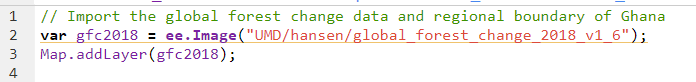 1 // Import the global forest change data and regional boundary of Ghana
2 var gfc2018 = ee.Image("UMD/hansen/global_forest_change_2018_v1_6");
3 Map.addLayer(gfc2018);
4